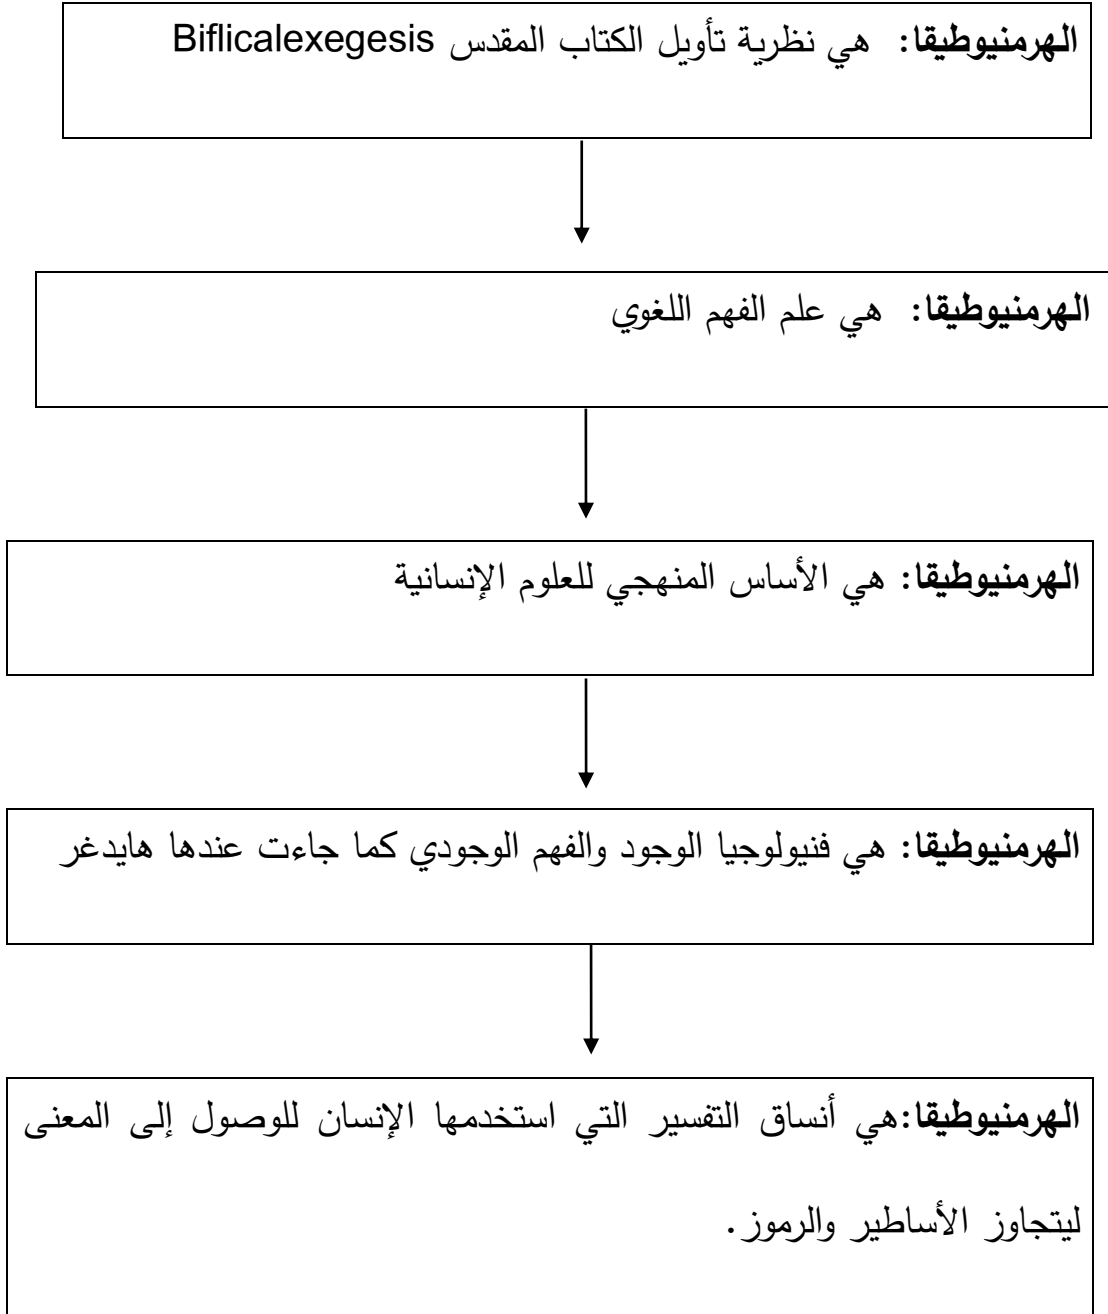 الهرمنيوطيقا: هي نظرية تأويل الكتاب المقدس Biflicalexegesis
الهرمنيوطيقا: هي علم الفهم اللغوي
الهرمنيوطيقا: هي الأساس المنهجي للعلوم الإنسانية
الهرمنيوطيقا: هي فنيولوجيا الوجود والفهم الوجودي كما جاءت عندها هايدغر
الهرمنيوطيقا:هي أنساق التفسير التي استخدمها الإنسان للوصول إلى المعنى
ليتجاوز الأساطير والرموز.